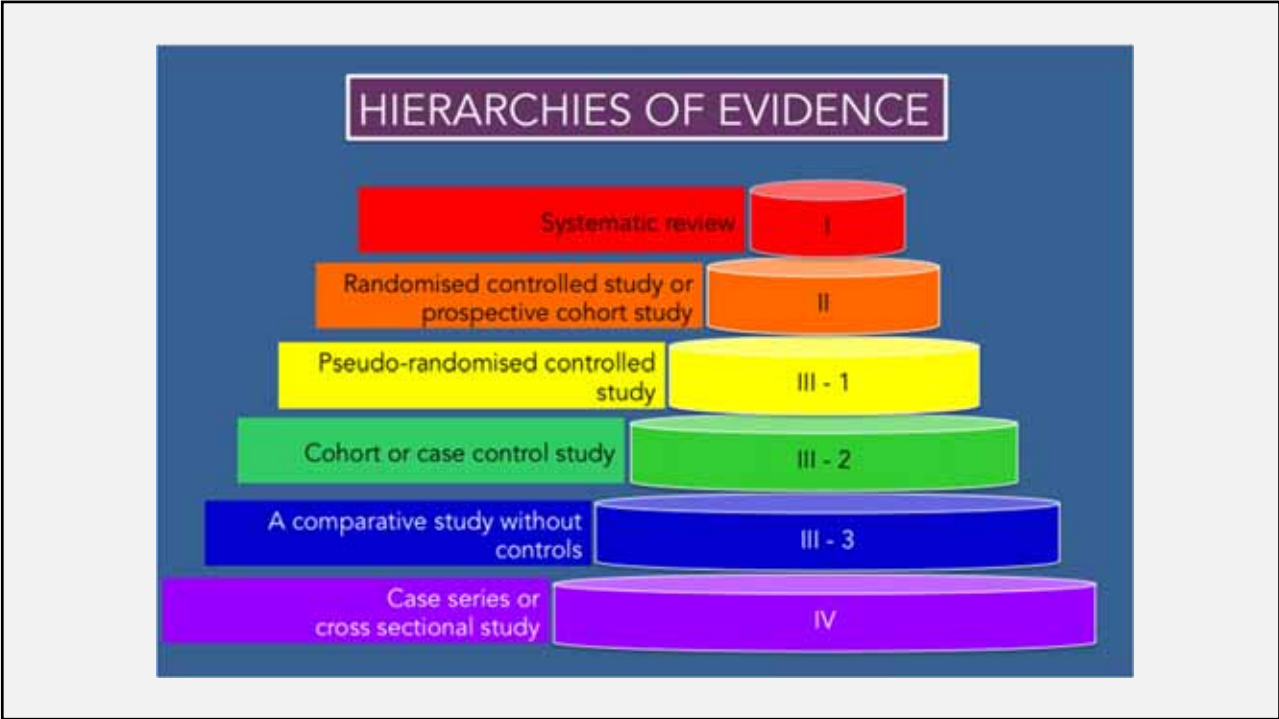 HIERARCHIES OF EVIDENCE
Systematic review
I
Randomised controlled study or
prospective cohort study
II
Pseudo-randomised controlled
study
III - 1
Cohort or case control study
III - 2
A comparative study without
controls
III - 3
Case series or
cross sectional study
IV